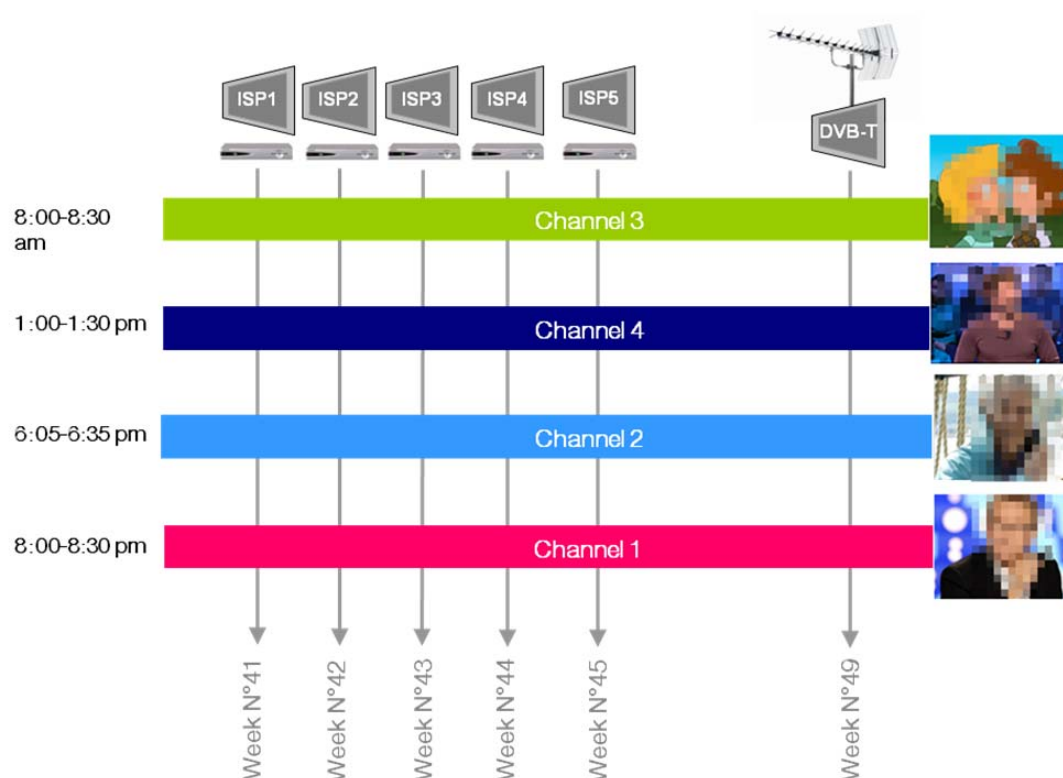 ISP1
ISP2
ISP3
ISP4
ISP5
DVB-T
8:00-8:30
am
Channel 3
1:00-1:30 pm
Channel 4
6:05-6:35 pm
Channel 2
8:00-8:30 pm
Channel 1
Week N°41
Week N°42
Week N°43
Week N°44
Week N°45
Week N°49